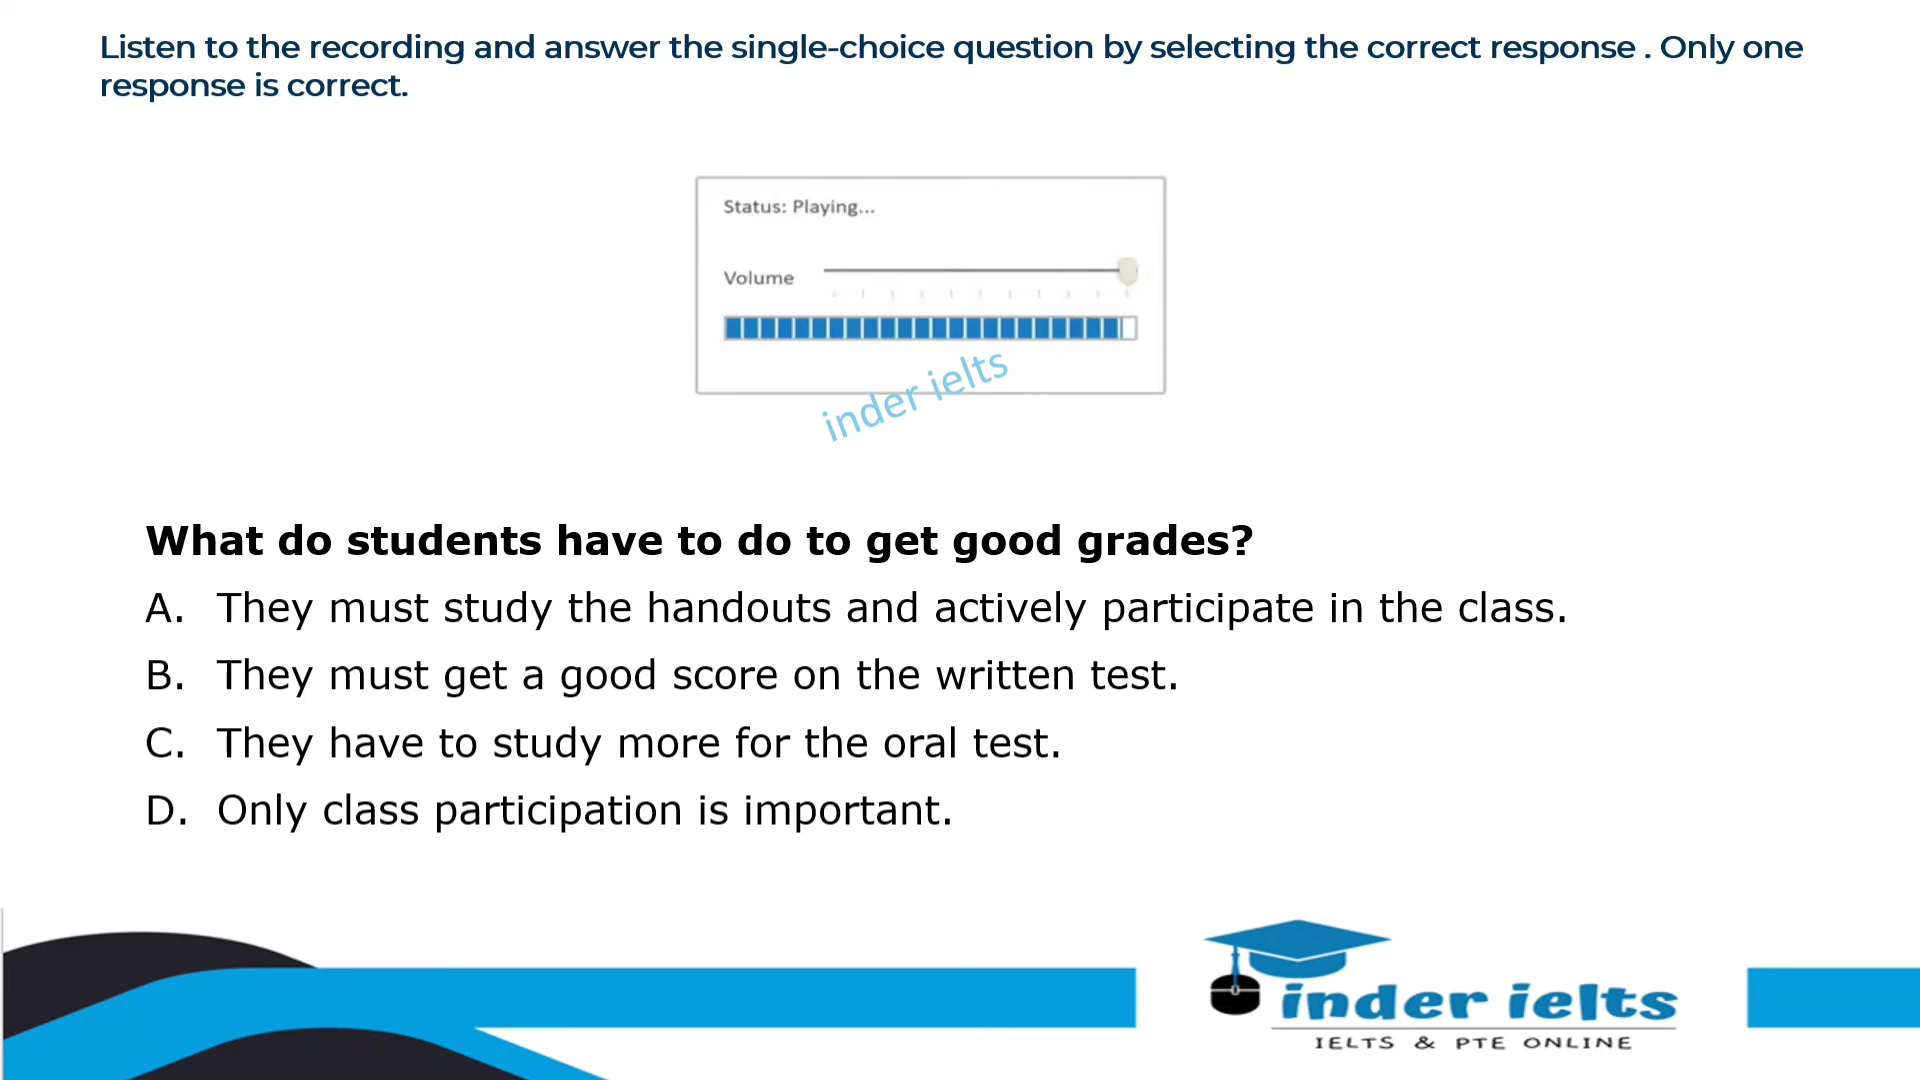 Listen to the recording and answer the single-choice question by selecting the correct response . Only one
response is correct.
Status: Playing...
Volume
inder ielts
What do students have to do to get good grades?
A. They must study the handouts and actively participate in the class.
B. They must get a good score on the written test.
C. They have to study more for the oral test.
D. Only class participation is important.
inder ielts
IELTS & PTE ONLINE